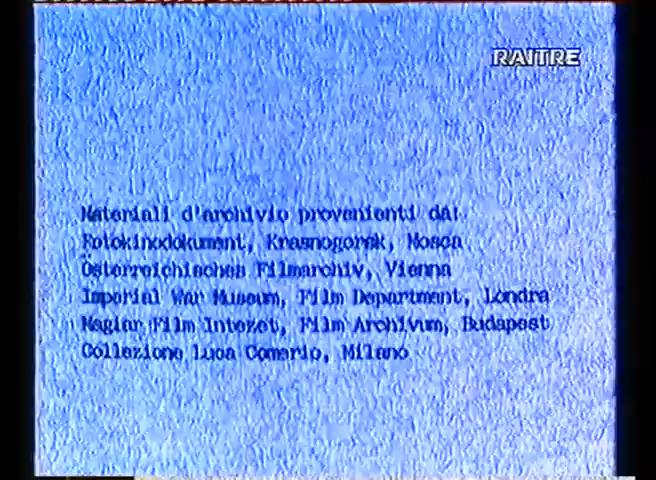 RAITRE
Materiali d'archivio provenienti da:
Fotokinodokument, Krasnogorsk, Mosca
Österreichisches Filmarchiv, Vienna
Imperial War Museum, Film Department, Londra
Magiar Film Intezet, Film Archivum, Budapest
Collezione Luca Comerio, Milano